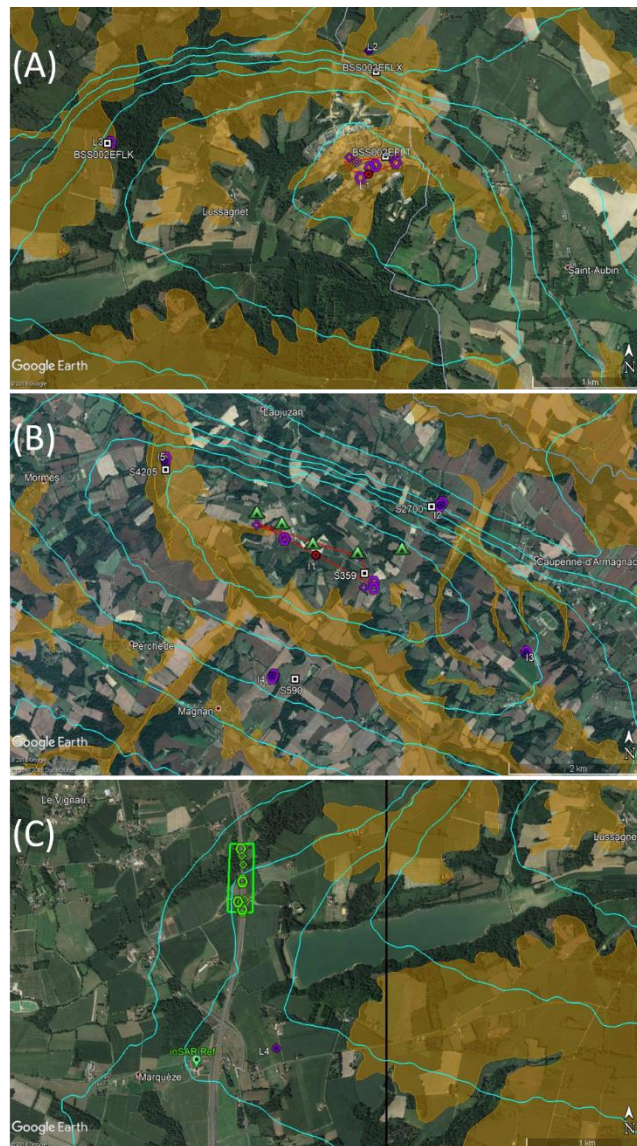 (A)
L2
BSS002EFLX
L3
BSS002EFLK
BSS002EFLT
L1
Lussagnet
Saint-Aubin
Google Earth
1 km
N
(B)
Laujuzan
Mormès
I5
S4205
S2700
I2
I1
S359
Caupenne-d'Armagnac
Perchède
I3
I4
S590
Magnan
Google Earth
2 km
N
(C)
Le Vignau
Lussagnet
L4
inSAR Ref
Marquèze
Google Earth
1 km
N